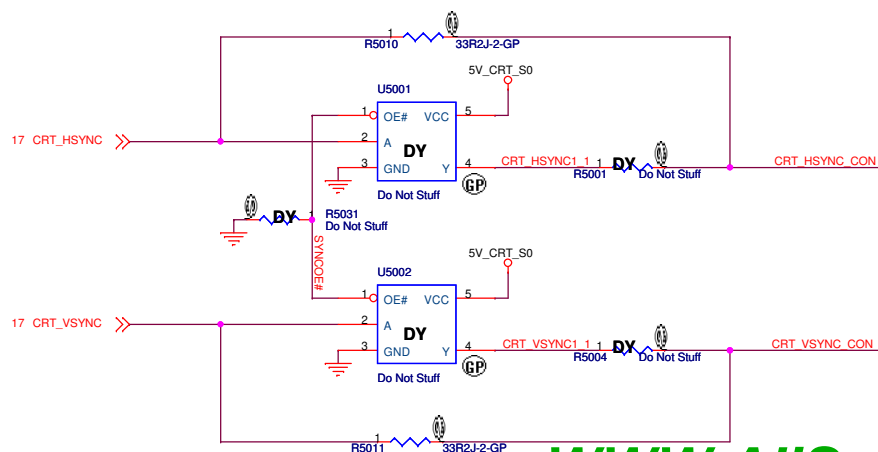 1
R5010
33R2J-2-GP
5V_CRT_S0
U5001
1 OE# VCC 5
17 CRT_HSYNC
2 A
DY
3 GND Y 4
CRT_HSYNC1_1 1 DY
CRT_HSYNC_CON
R5001
Do Not Stuff
GP
Do Not Stuff
DY 1
R5031
Do Not Stuff
SYNCOE#
5V_CRT_S0
U5002
1 OE# VCC 5
17 CRT_VSYNC
2 A
DY
3 GND Y 4
CRT_VSYNC1_1 1 DY
CRT_VSYNC_CON
R5004
Do Not Stuff
GP
Do Not Stuff
1
R5011
33R2J-2-GP